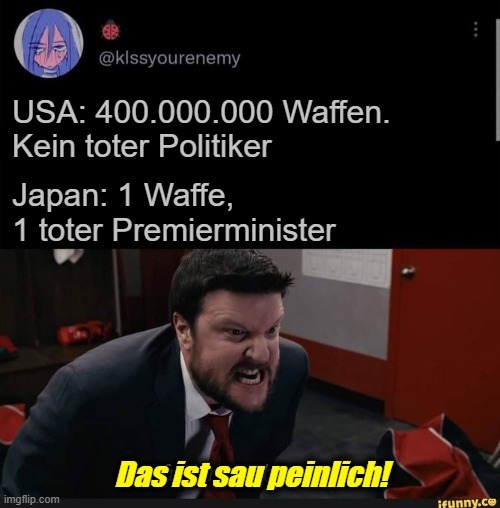 @klssyourenemy
USA: 400.000.000 Waffen.
Kein toter Politiker
Japan: 1 Waffe,
1 toter Premierminister
Das ist sau peinlich!
imgflip.com
ifunny.co